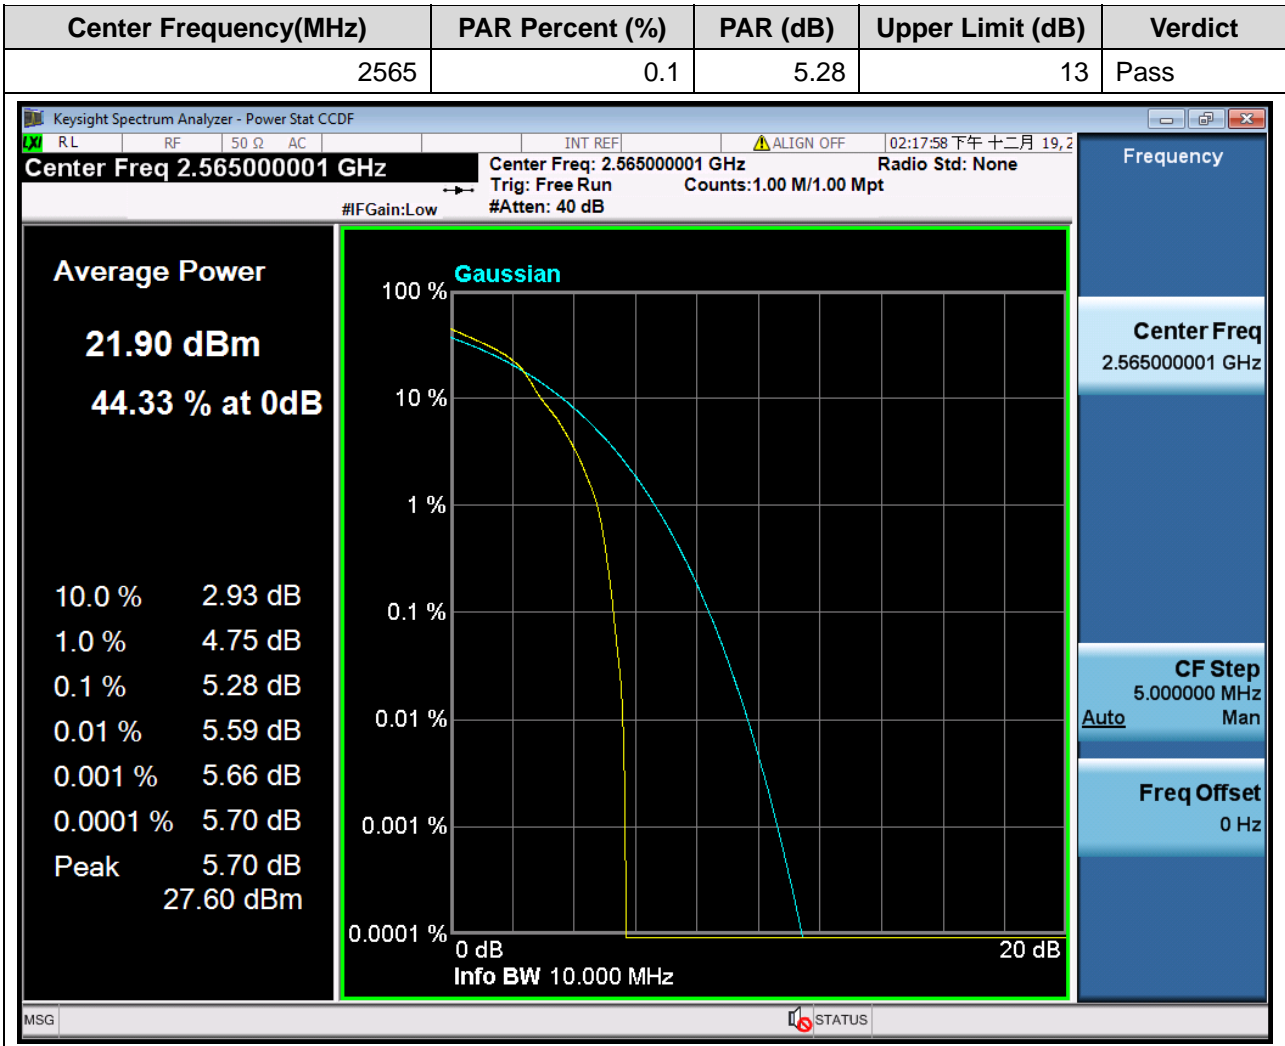 Center Frequency(MHz) PAR Percent (%) PAR (dB) Upper Limit (dB) Verdict
2565 0.1 5.28 13 Pass
Keysight Spectrum Analyzer - Power Stat CCDF
LXI RL RF 50 Ω AC INT REF ALIGN OFF 02:17:58 下午 十二月 19, 2
Center Freq 2.565000001 GHz
Center Freq: 2.565000001 GHz Radio Std: None
Trig: Free Run Counts:1.00 M/1.00 Mpt
#IFGain:Low #Atten: 40 dB
Average Power
21.90 dBm
44.33 % at 0dB
10.0 % 2.93 dB
1.0 % 4.75 dB
0.1 % 5.28 dB
0.01 % 5.59 dB
0.001 % 5.66 dB
0.0001 % 5.70 dB
Peak 5.70 dB
27.60 dBm
Gaussian
100 %
10 %
1 %
0.1 %
0.01 %
0.001 %
0.0001 %
0 dB 20 dB
Info BW 10.000 MHz
Frequency
Center Freq
2.565000001 GHz
CF Step
5.000000 MHz
Auto Man
Freq Offset
0 Hz
MSG STATUS